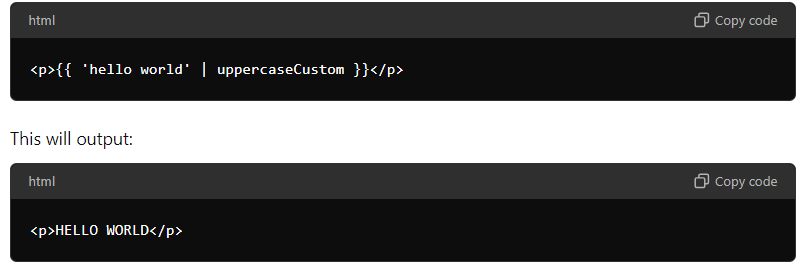 html
Copy code
<p>{{ 'hello world' | uppercaseCustom }}</p>
This will output:
html
Copy code
<p>HELLO WORLD</p>